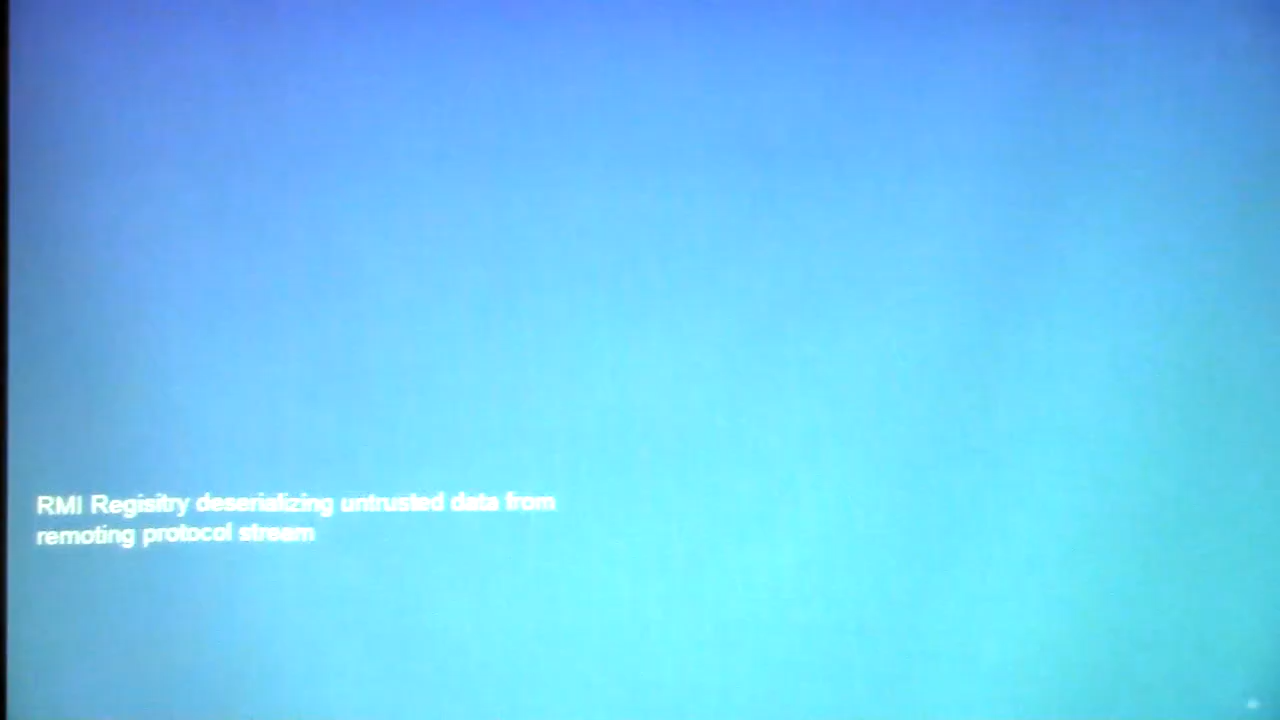 RMI Regisitry deserializing untrusted data from
remoting protocol stream